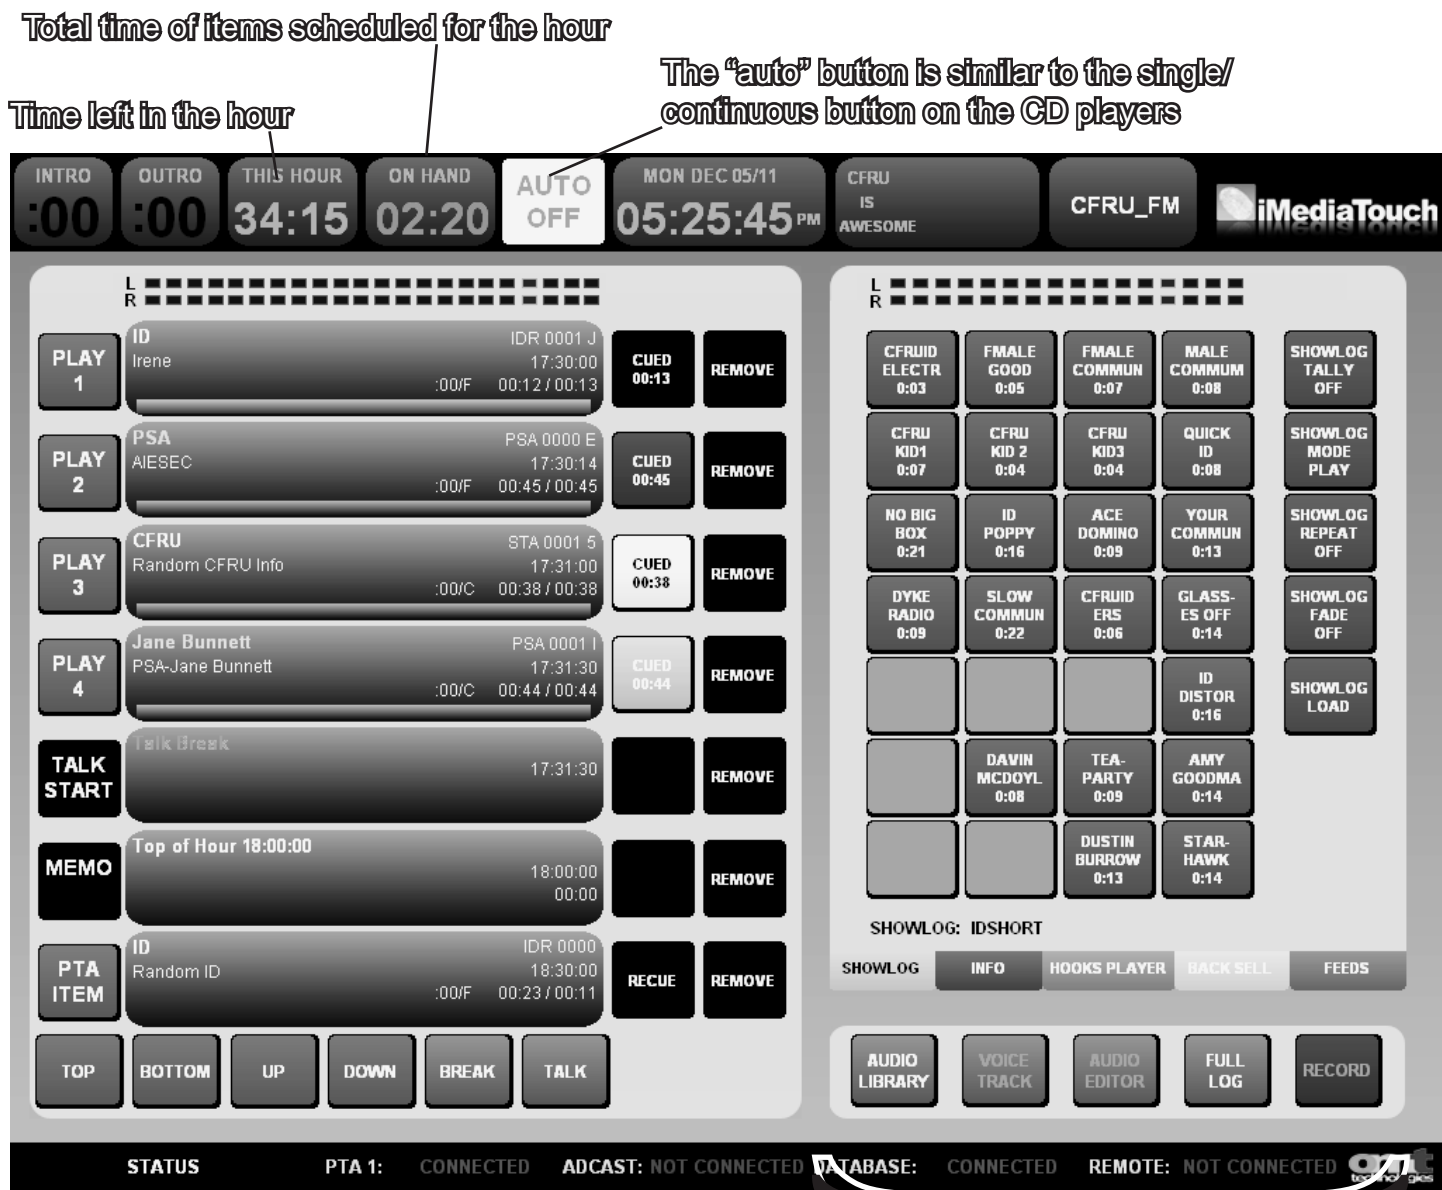 Total time of items scheduled for the hour
The “auto” button is similar to the single/
continuous button on the CD players
Time left in the hour
INTRO
:00
OUTRO
:00
THIS HOUR
34:15
ON HAND
02:20
AUTO
OFF
MON DEC 05/11
05:25:45 PM
CFRU
IS
AWESOME
CFRU_FM
iMediaTouch
L
R
PLAY
1
ID
IDR 0001 J
Irene
17:30:00
:00/F 00:12 / 00:13
CUED
00:13
REMOVE
PLAY
2
PSA
PSA 0000 E
AIESEC
17:30:14
:00/F 00:45 / 00:45
CUED
00:45
REMOVE
PLAY
3
CFRU
STA 0001 5
Random CFRU Info
17:31:00
:00/C 00:38 / 00:38
CUED
00:38
REMOVE
PLAY
4
Jane Bunnett
PSA 0001 I
PSA-Jane Bunnett
17:31:30
:00/C 00:44 / 00:44
CUED
00:44
REMOVE
TALK
START
Talk Break
17:31:30
REMOVE
MEMO
Top of Hour 18:00:00
18:00:00
00:00
REMOVE
PTA
ITEM
ID
IDR 0000
Random ID
18:30:00
:00/F 00:23 / 00:11
RECUE
REMOVE
TOP
BOTTOM
UP
DOWN
BREAK
TALK
L
R
CFRUID
ELECTR
0:03
FMALE
GOOD
0:05
FMALE
COMMUN
0:07
MALE
COMMUM
0:08
SHOWLOG
TALLY
OFF
CFRU
KID1
0:07
CFRU
KID 2
0:04
CFRU
KID3
0:04
QUICK
ID
0:08
SHOWLOG
MODE
PLAY
NO BIG
BOX
0:21
ID
POPPY
0:16
ACE
DOMINO
0:09
YOUR
COMMUN
0:13
SHOWLOG
REPEAT
OFF
DYKE
RADIO
0:09
SLOW
COMMUN
0:22
CFRUID
ERS
0:06
GLASS-
ES OFF
0:14
SHOWLOG
FADE
OFF
ID
DISTOR
0:16
SHOWLOG
LOAD
DAVIN
MCDOYL
0:08
TEA-
PARTY
0:09
AMY
GOODMA
0:14
DUSTIN
BURROW
0:13
STAR-
HAWK
0:14
SHOWLOG: IDSHORT
SHOWLOG
INFO
HOOKS PLAYER
BACK SELL
FEEDS
AUDIO
LIBRARY
VOICE
TRACK
AUDIO
EDITOR
FULL
LOG
RECORD
STATUS PTA 1: CONNECTED ADCAST: NOT CONNECTED DATABASE: CONNECTED REMOTE: NOT CONNECTED
omt
technologies